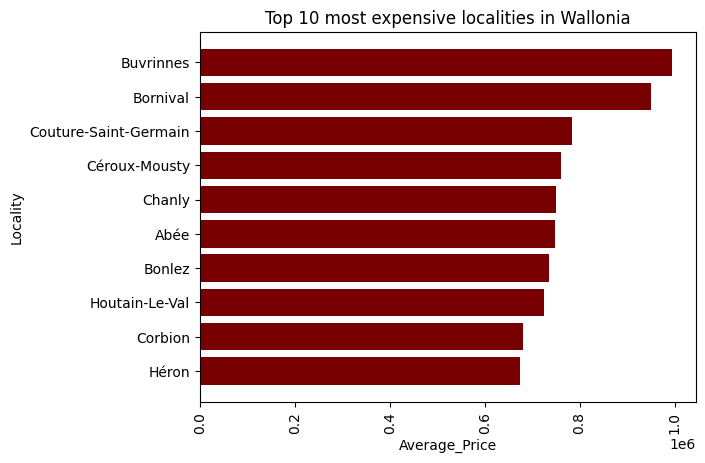 Top 10 most expensive localities in Wallonia
Buvrinnes
Bornival
Couture-Saint-Germain
Céroux-Mousty
Chanly
Abée
Bonlez
Houtain-Le-Val
Corbion
Héron
Locality
0.0
0.2
0.4
0.6
0.8
1.0
Average_Price
1e6